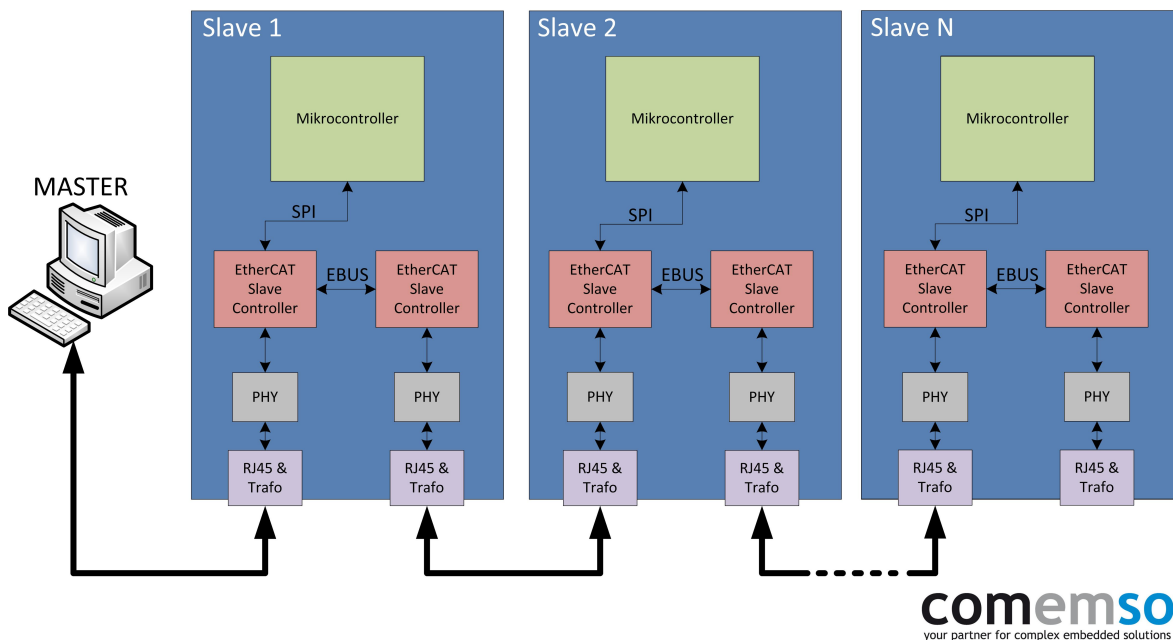 Slave 1
Slave 2
Slave N
Mikrocontroller
Mikrocontroller
Mikrocontroller
MASTER
SPI
SPI
SPI
EtherCAT
Slave
Controller
EBUS
EtherCAT
Slave
Controller
EtherCAT
Slave
Controller
EBUS
EtherCAT
Slave
Controller
EtherCAT
Slave
Controller
EBUS
EtherCAT
Slave
Controller
PHY
PHY
PHY
PHY
PHY
PHY
RJ45 &
Trafo
RJ45 &
Trafo
RJ45 &
Trafo
RJ45 &
Trafo
RJ45 &
Trafo
RJ45 &
Trafo
comemso
your partner for complex embedded solutions